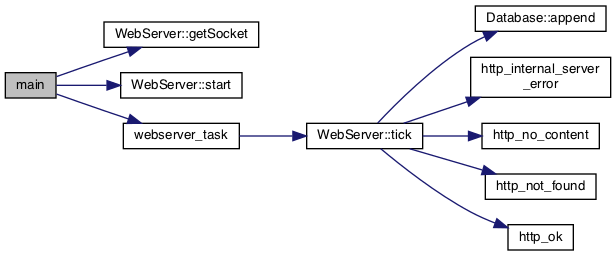 main
WebServer::getSocket
WebServer::start
webserver_task
WebServer::tick
Database::append
http_internal_server
_error
http_no_content
http_not_found
http_ok